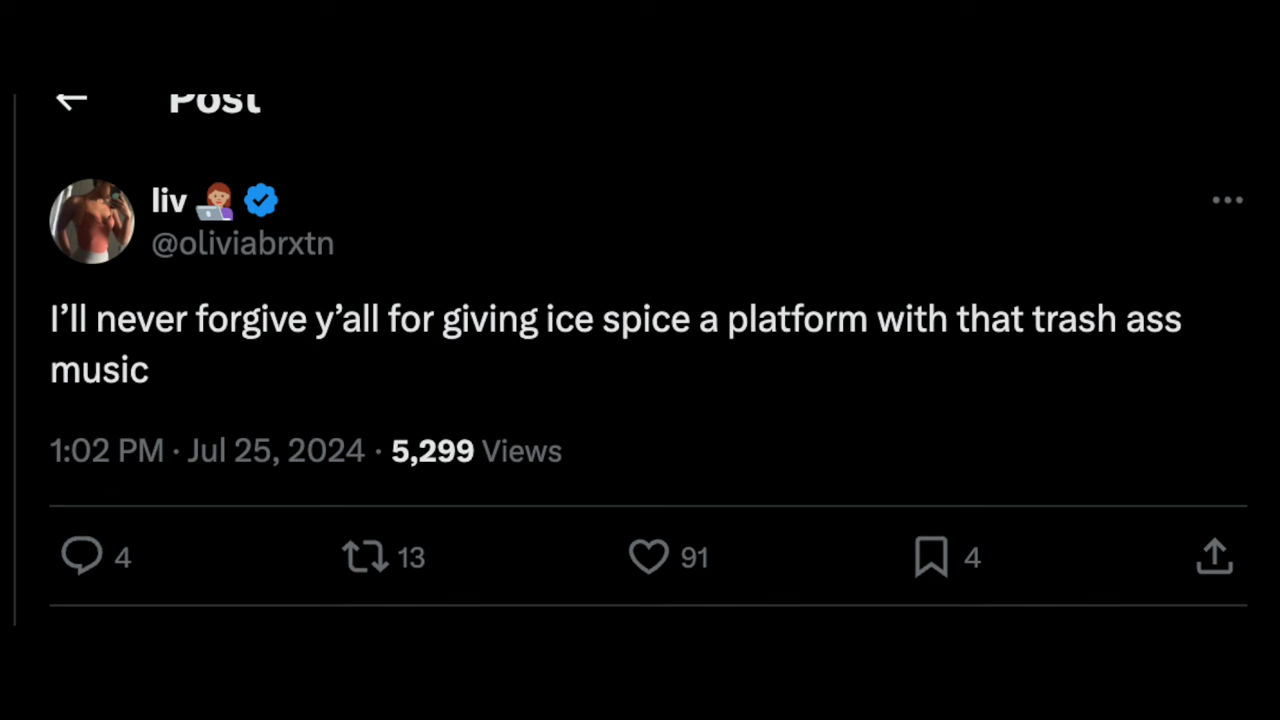 Post
liv
@oliviabrxtn
I’ll never forgive y’all for giving ice spice a platform with that trash ass
music
1:02 PM · Jul 25, 2024 · 5,299 Views
4 13 91 4